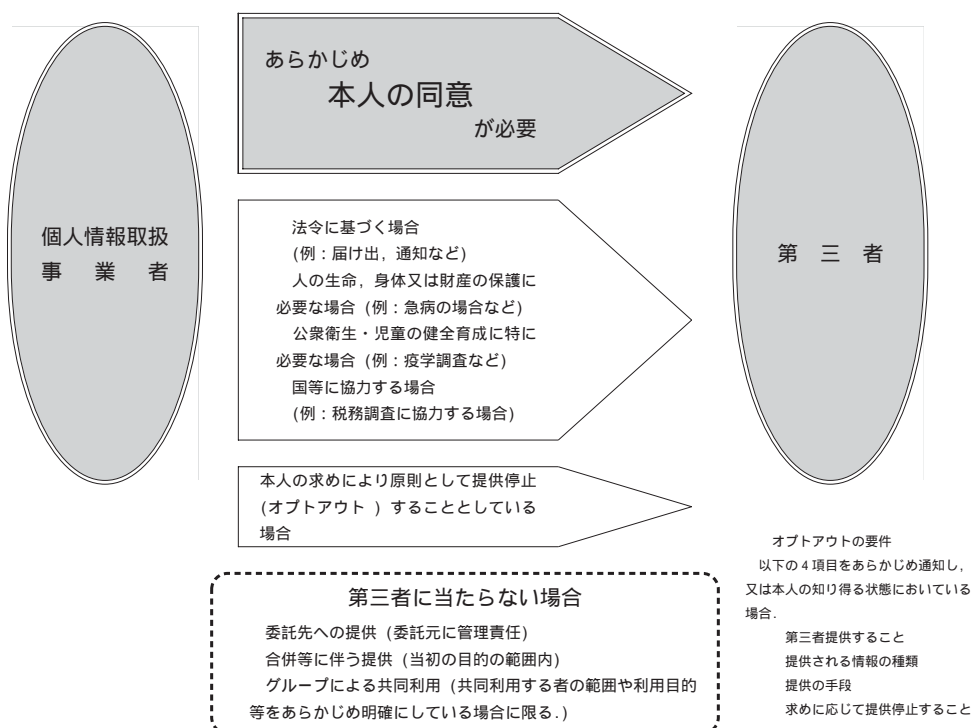 個人情報取扱
事 業 者
あらかじめ
本人の同意
が必要
法令に基づく場合
(例：届け出，通知など)
人の生命，身体又は財産の保護に
必要な場合 (例：急病の場合など)
公衆衛生・児童の健全育成に特に
必要な場合 (例：疫学調査など)
国等に協力する場合
(例：税務調査に協力する場合)
本人の求めにより原則として提供停止
(オプトアウト ) することとしている
場合
第 三 者
第三者に当たらない場合
委託先への提供 (委託元に管理責任)
合併等に伴う提供 (当初の目的の範囲内)
グループによる共同利用 (共同利用する者の範囲や利用目的
等をあらかじめ明確にしている場合に限る．)
オプトアウトの要件
以下の４項目をあらかじめ通知し，
又は本人の知り得る状態においている
場合．
第三者提供すること
提供される情報の種類
提供の手段
求めに応じて提供停止すること